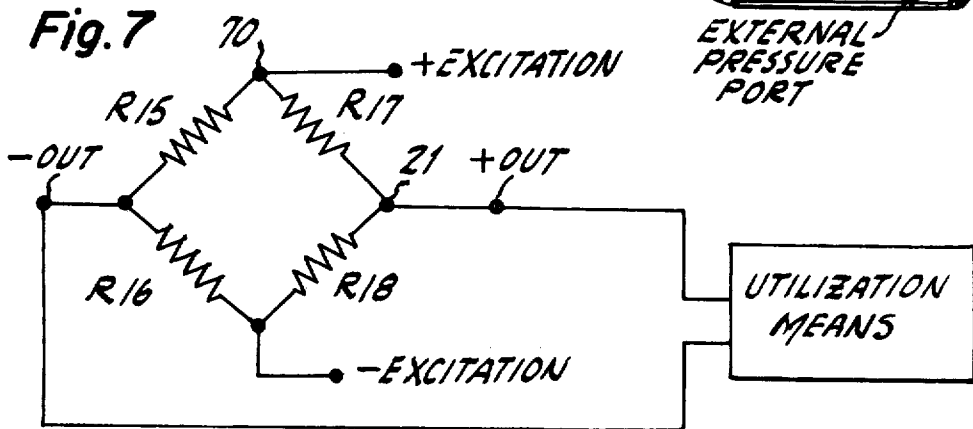 Fig. 7
70
EXTERNAL
PRESSURE
PORT
+EXCITATION
R15
R17
-OUT
21
+OUT
R16
R18
UTILIZATION
MEANS
-EXCITATION